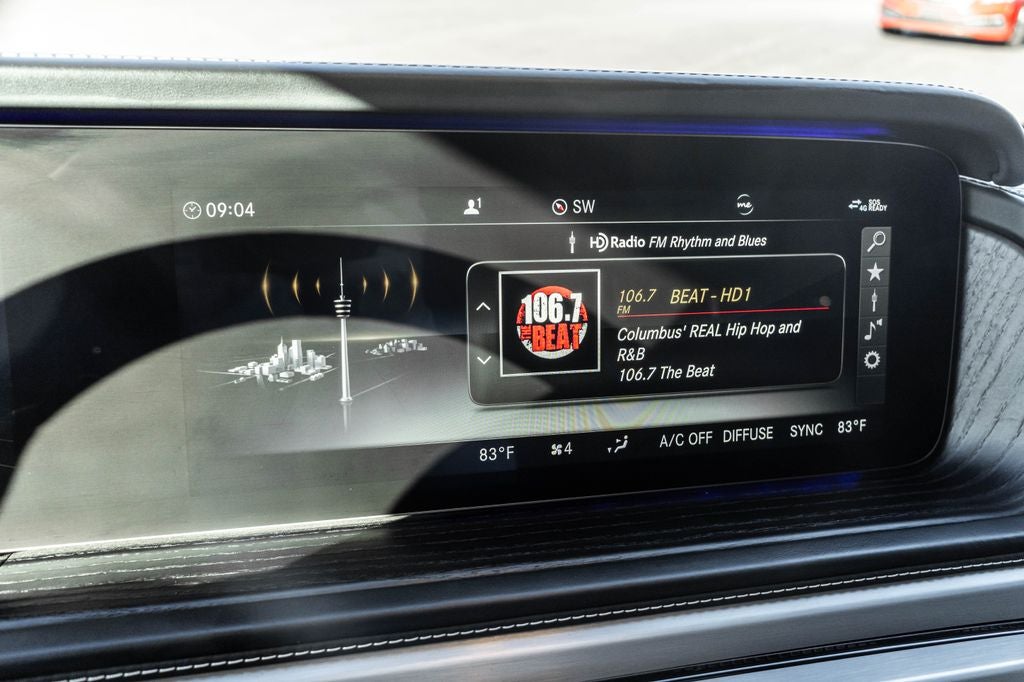 09:04
1
SW
me
SOS
4G READY
HD Radio FM Rhythm and Blues
106.7
THE
BEAT
106.7 BEAT - HD1
FM
Columbus' REAL Hip Hop and
R&B
106.7 The Beat
83°F 4 A/C OFF DIFFUSE SYNC 83°F